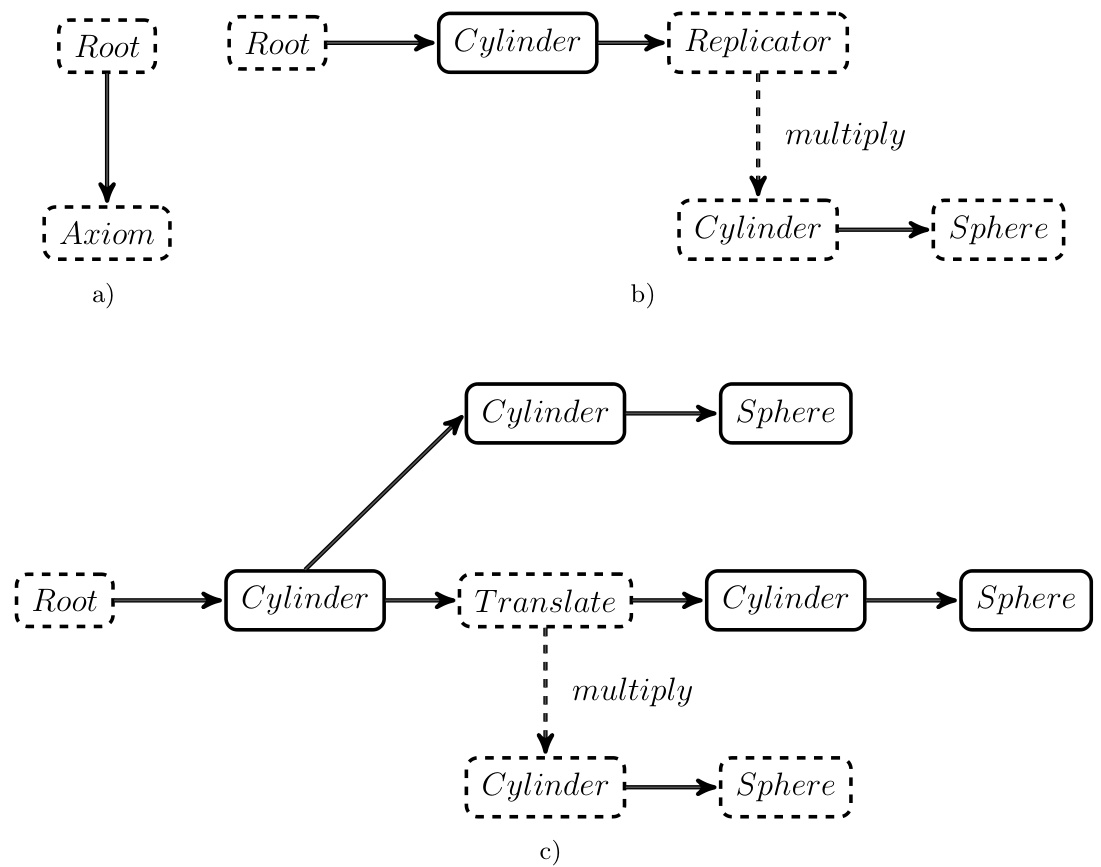 Root
Axiom
a)
Root
Cylinder
Replicator
multiply
Cylinder
Sphere
b)
Cylinder
Sphere
Root
Cylinder
Translate
Cylinder
Sphere
multiply
Cylinder
Sphere
c)